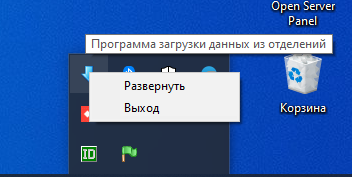 Open Server
Panel
Программа загрузки данных из отделений
Развернуть
Выход
Корзина
ID